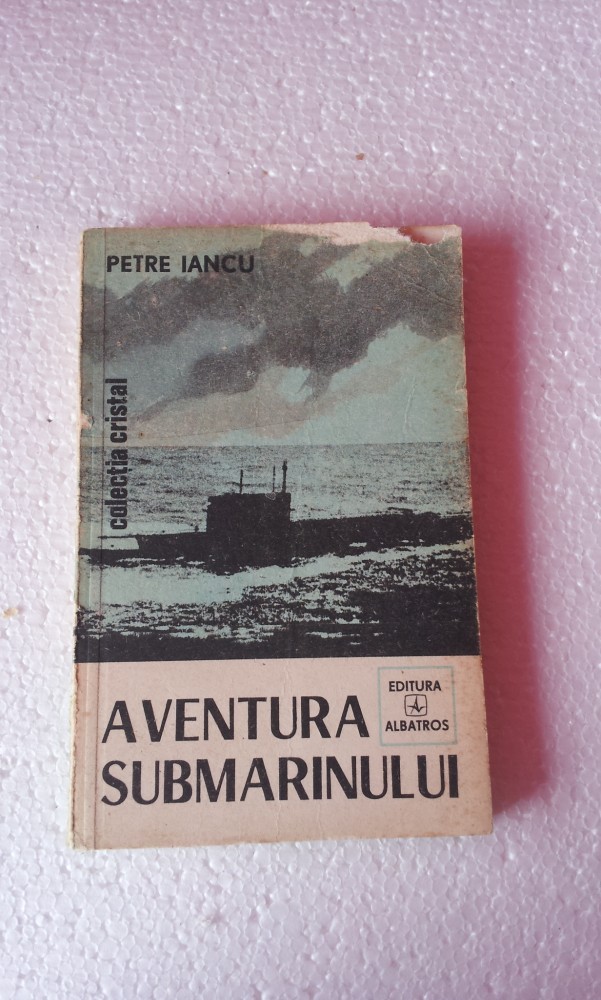 PETRE IANCU
colecția cristal
EDITURA
ALBATROS
AVENTURA
SUBMARINULUI